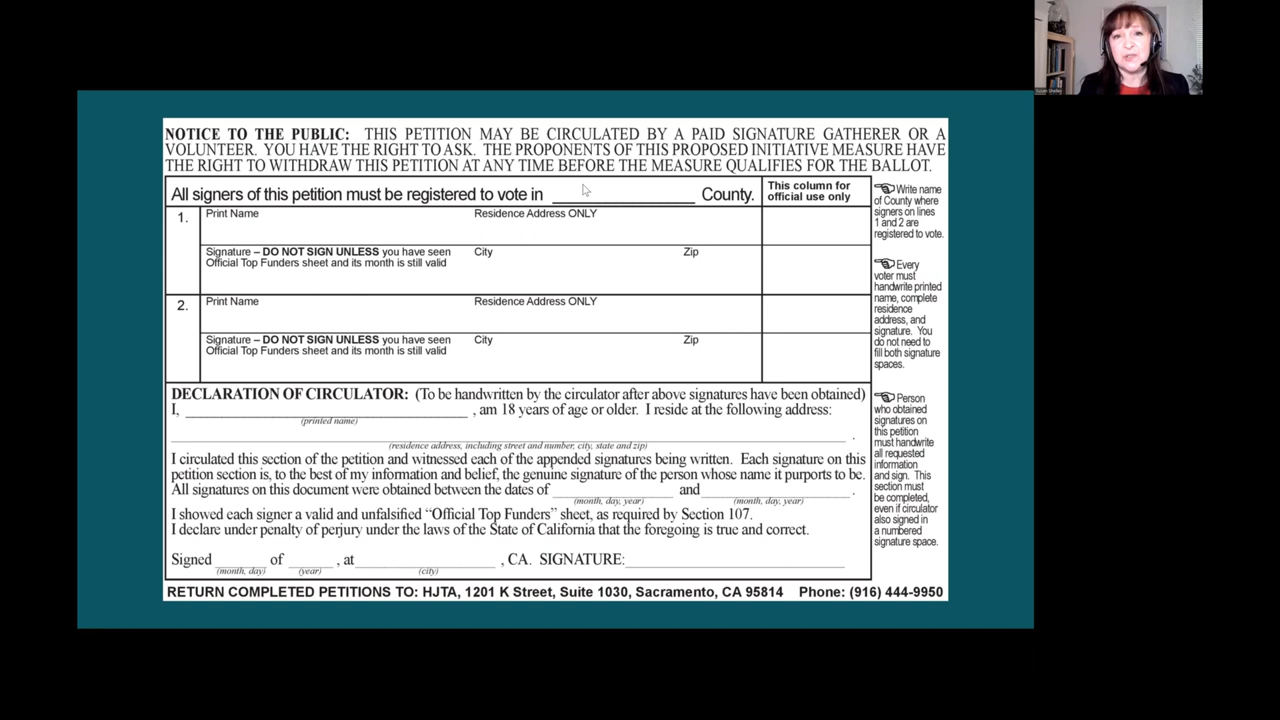 NOTICE TO THE PUBLIC: THIS PETITION MAY BE CIRCULATED BY A PAID SIGNATURE GATHERER OR A
VOLUNTEER. YOU HAVE THE RIGHT TO ASK. THE PROPONENTS OF THIS PROPOSED INITIATIVE MEASURE HAVE
THE RIGHT TO WITHDRAW THIS PETITION AT ANY TIME BEFORE THE MEASURE QUALIFIES FOR THE BALLOT.
All signers of this petition must be registered to vote in ________________ County.
This column for
official use only
1.
Print Name
Residence Address ONLY
Signature – DO NOT SIGN UNLESS you have seen
Official Top Funders sheet and its month is still valid
City
Zip
2.
Print Name
Residence Address ONLY
Signature – DO NOT SIGN UNLESS you have seen
Official Top Funders sheet and its month is still valid
City
Zip
DECLARATION OF CIRCULATOR: (To be handwritten by the circulator after above signatures have been obtained)
I, ________________ , am 18 years of age or older. I reside at the following address:
(printed name)
________________ .
(residence address, including street and number, city, state and zip)
I circulated this section of the petition and witnessed each of the appended signatures being written. Each signature on this
petition section is, to the best of my information and belief, the genuine signature of the person whose name it purports to be.
All signatures on this document were obtained between the dates of ________________ and ________________ .
(month, day, year)
(month, day, year)
I showed each signer a valid and unfalsified “Official Top Funders” sheet, as required by Section 107.
I declare under penalty of perjury under the laws of the State of California that the foregoing is true and correct.
Signed ________ of ________ , at ________________ , CA. SIGNATURE: ________________
(month, day)
(year)
(city)
Write name
of County where
signers on lines
1 and 2 are
registered to vote.
Every
voter must
handwrite printed
name, complete
residence
address, and
signature. You
do not need to
fill both signature
spaces.
Person
who obtained
signatures on
this petition
must handwrite
all requested
information
and sign. This
section must
be completed,
even if circulator
also signed in
a numbered
signature space.
RETURN COMPLETED PETITIONS TO: HJTA, 1201 K Street, Suite 1030, Sacramento, CA 95814 Phone: (916) 444-9950